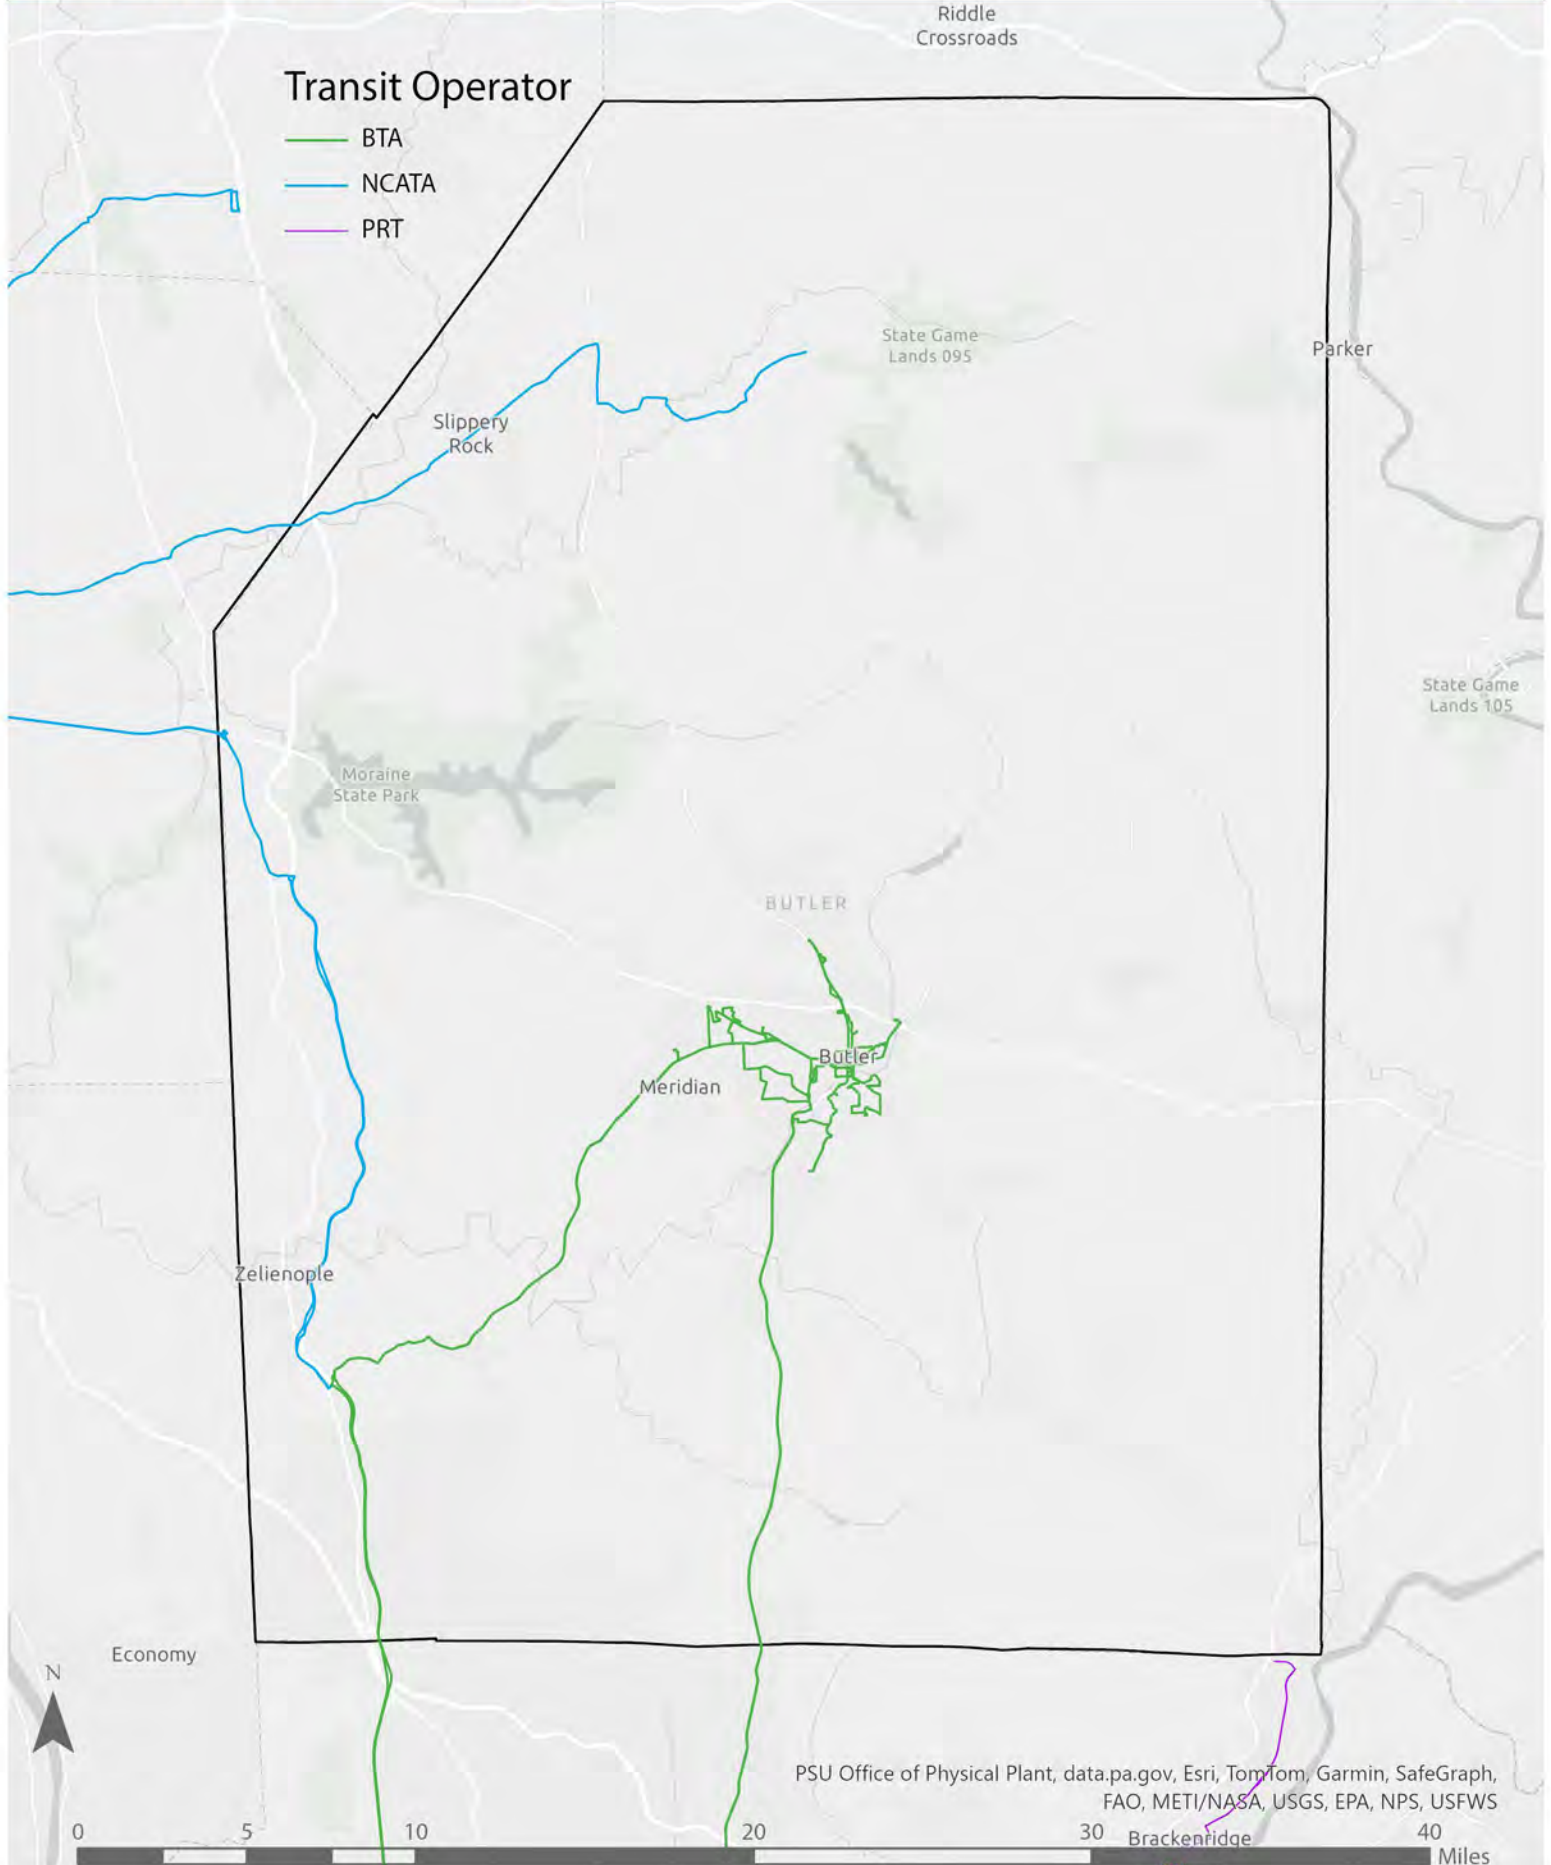 Riddle
Crossroads
Transit Operator
BTA
NCATA
PRT
State Game
Lands 095
Parker
Slippery
Rock
State Game
Lands 105
Moraine
State Park
BUTLER
Butler
Meridian
Zelienople
Economy
N
PSU Office of Physical Plant, data.pa.gov, Esri, TomTom, Garmin, SafeGraph,
FAO, METI/NASA, USGS, EPA, NPS, USFWS
Brackenridge
0 5 10 20 30 40
Miles